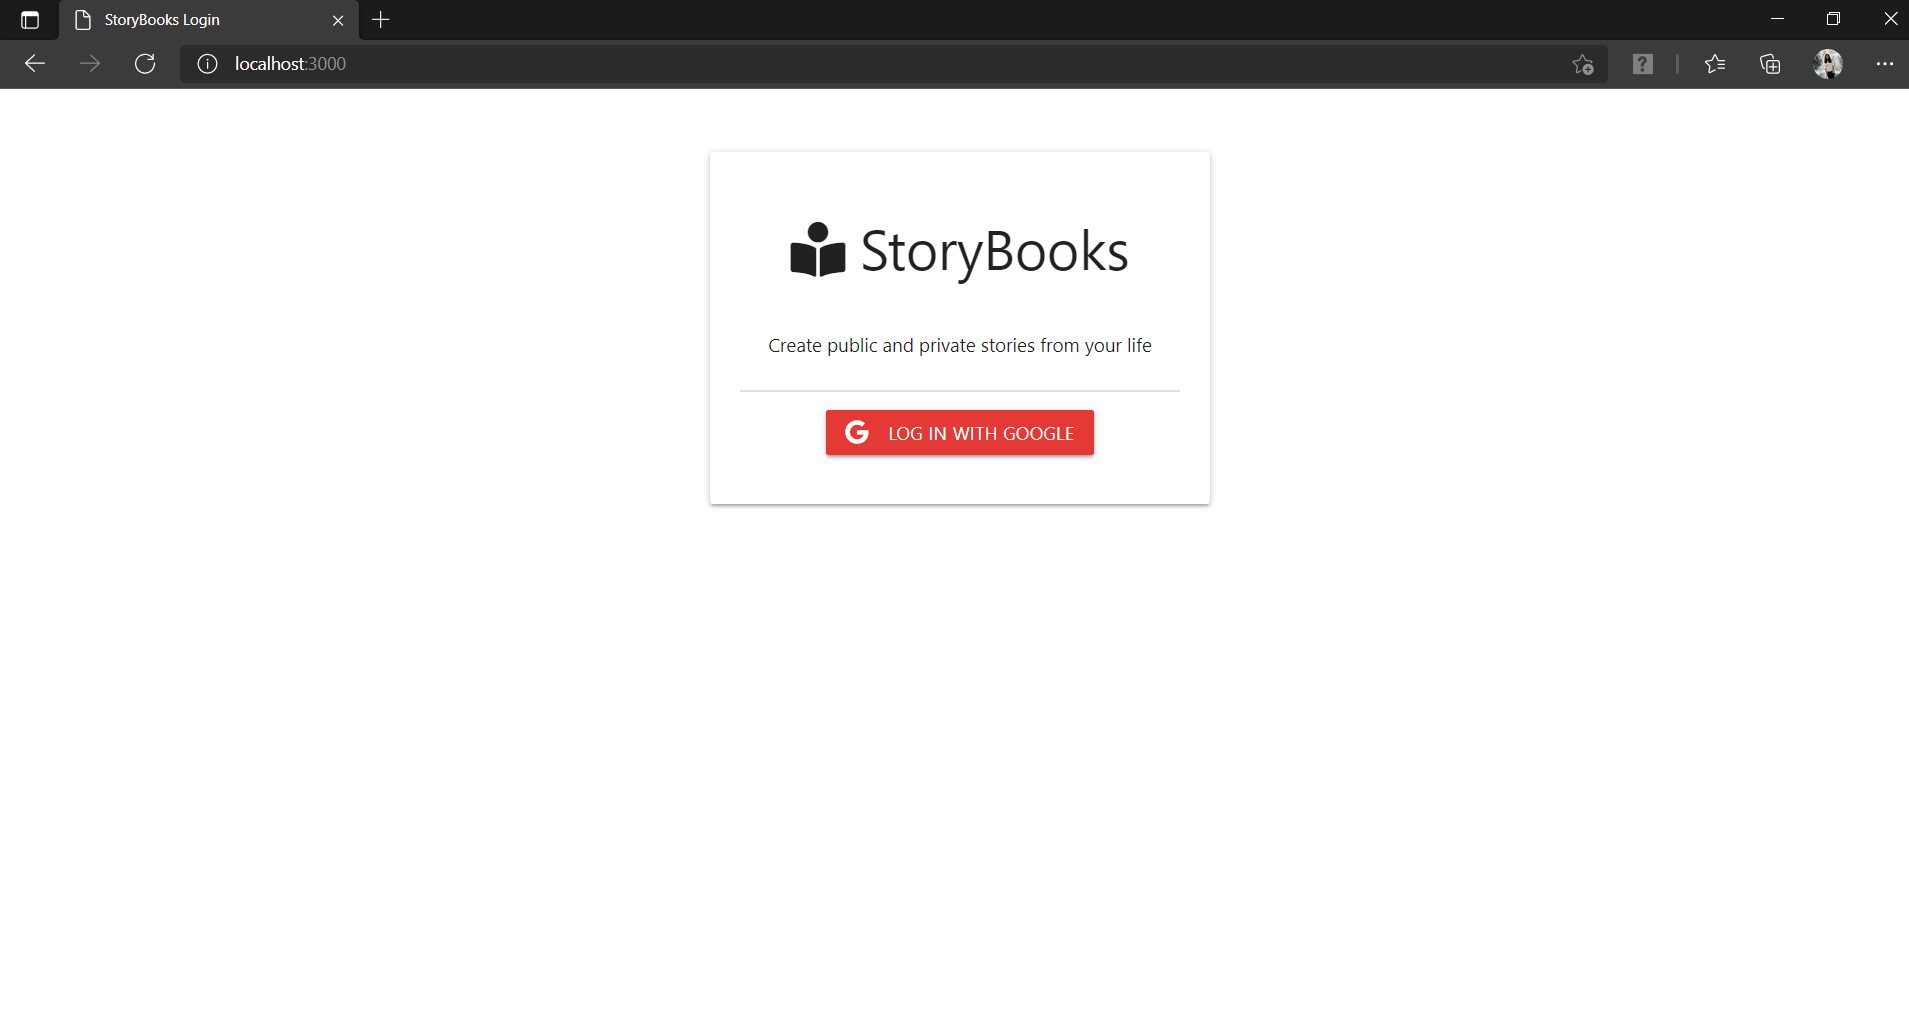 StoryBooks Login
localhost:3000
StoryBooks
Create public and private stories from your life
LOG IN WITH GOOGLE